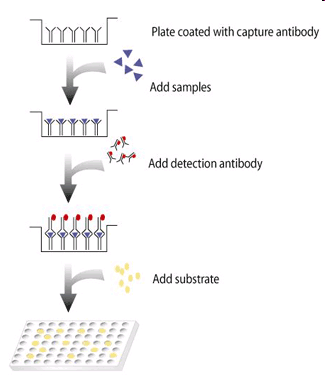 Plate coated with capture antibody
Add samples
Add detection antibody
Add substrate